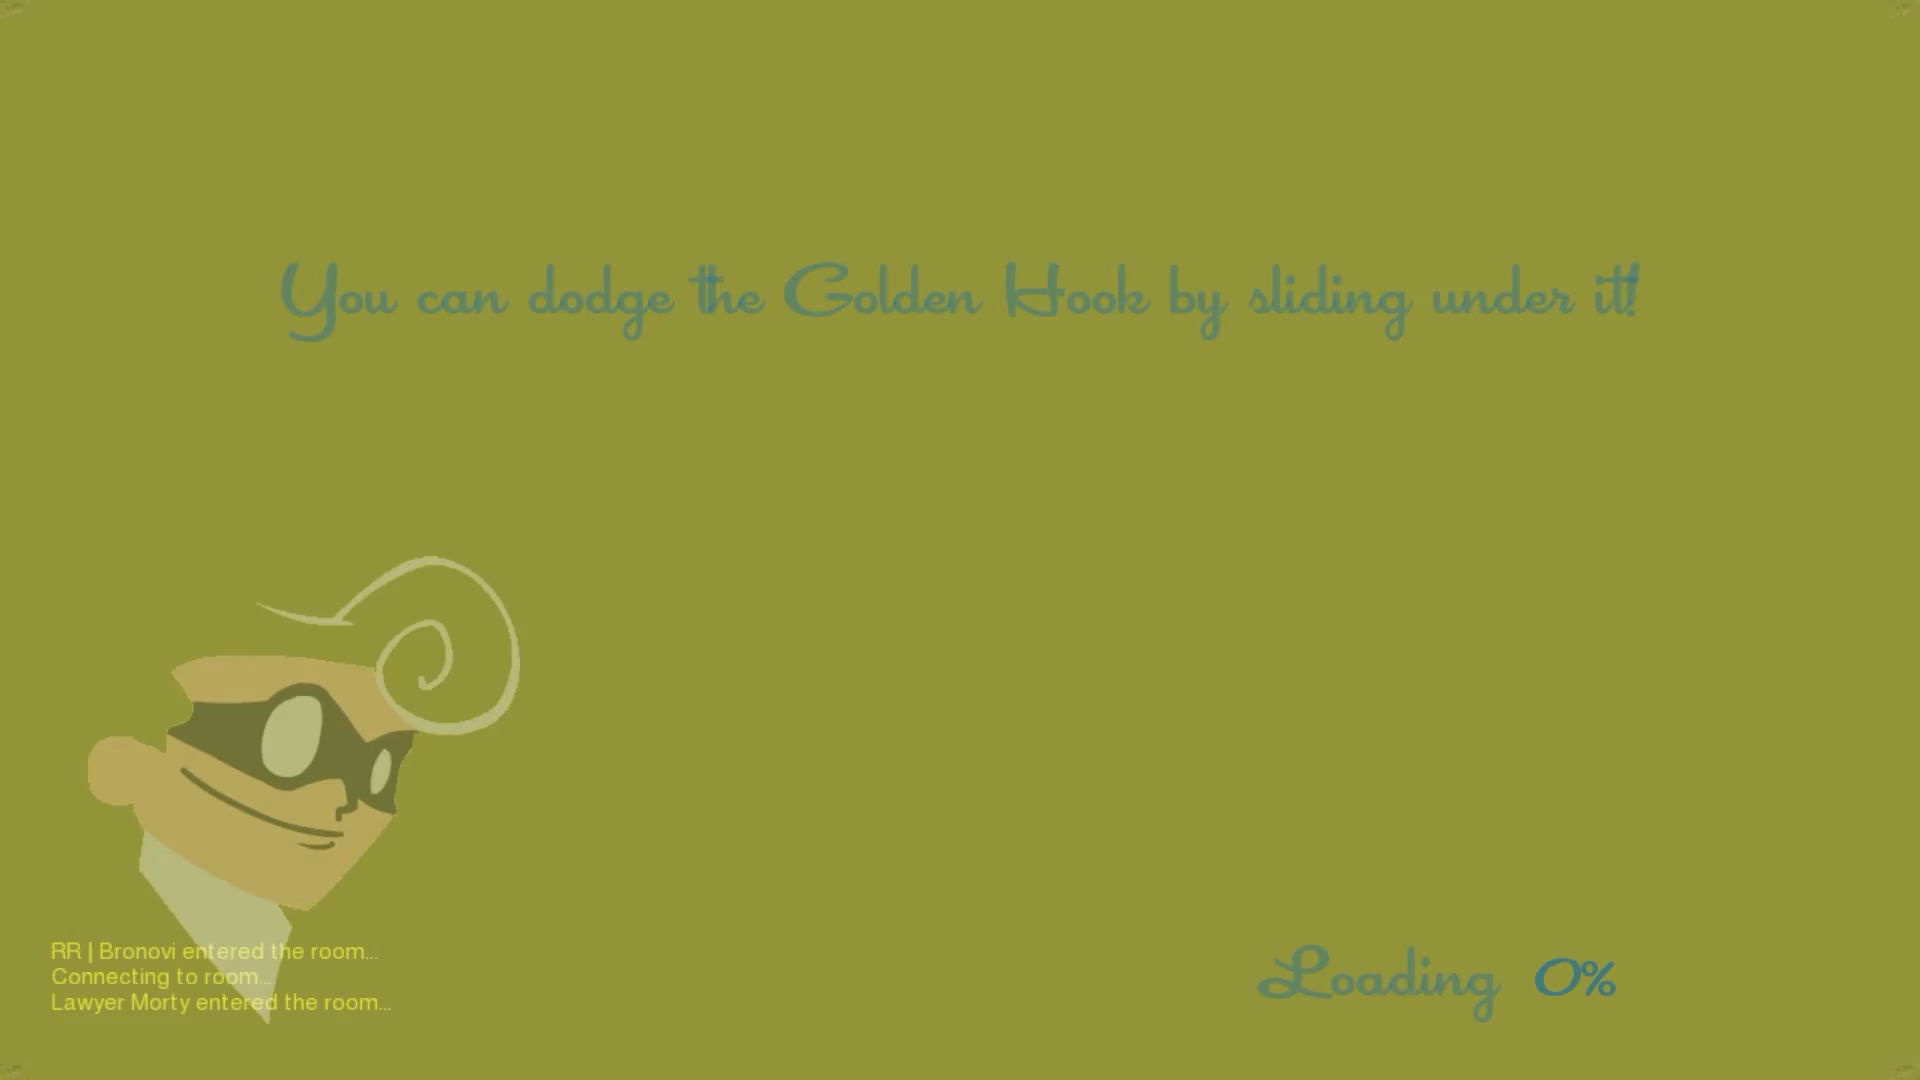 You can dodge the Golden Hook by sliding under it!
RR | Bronovi entered the room...
Connecting to room...
Lawyer Morty entered the room...
Loading 0%